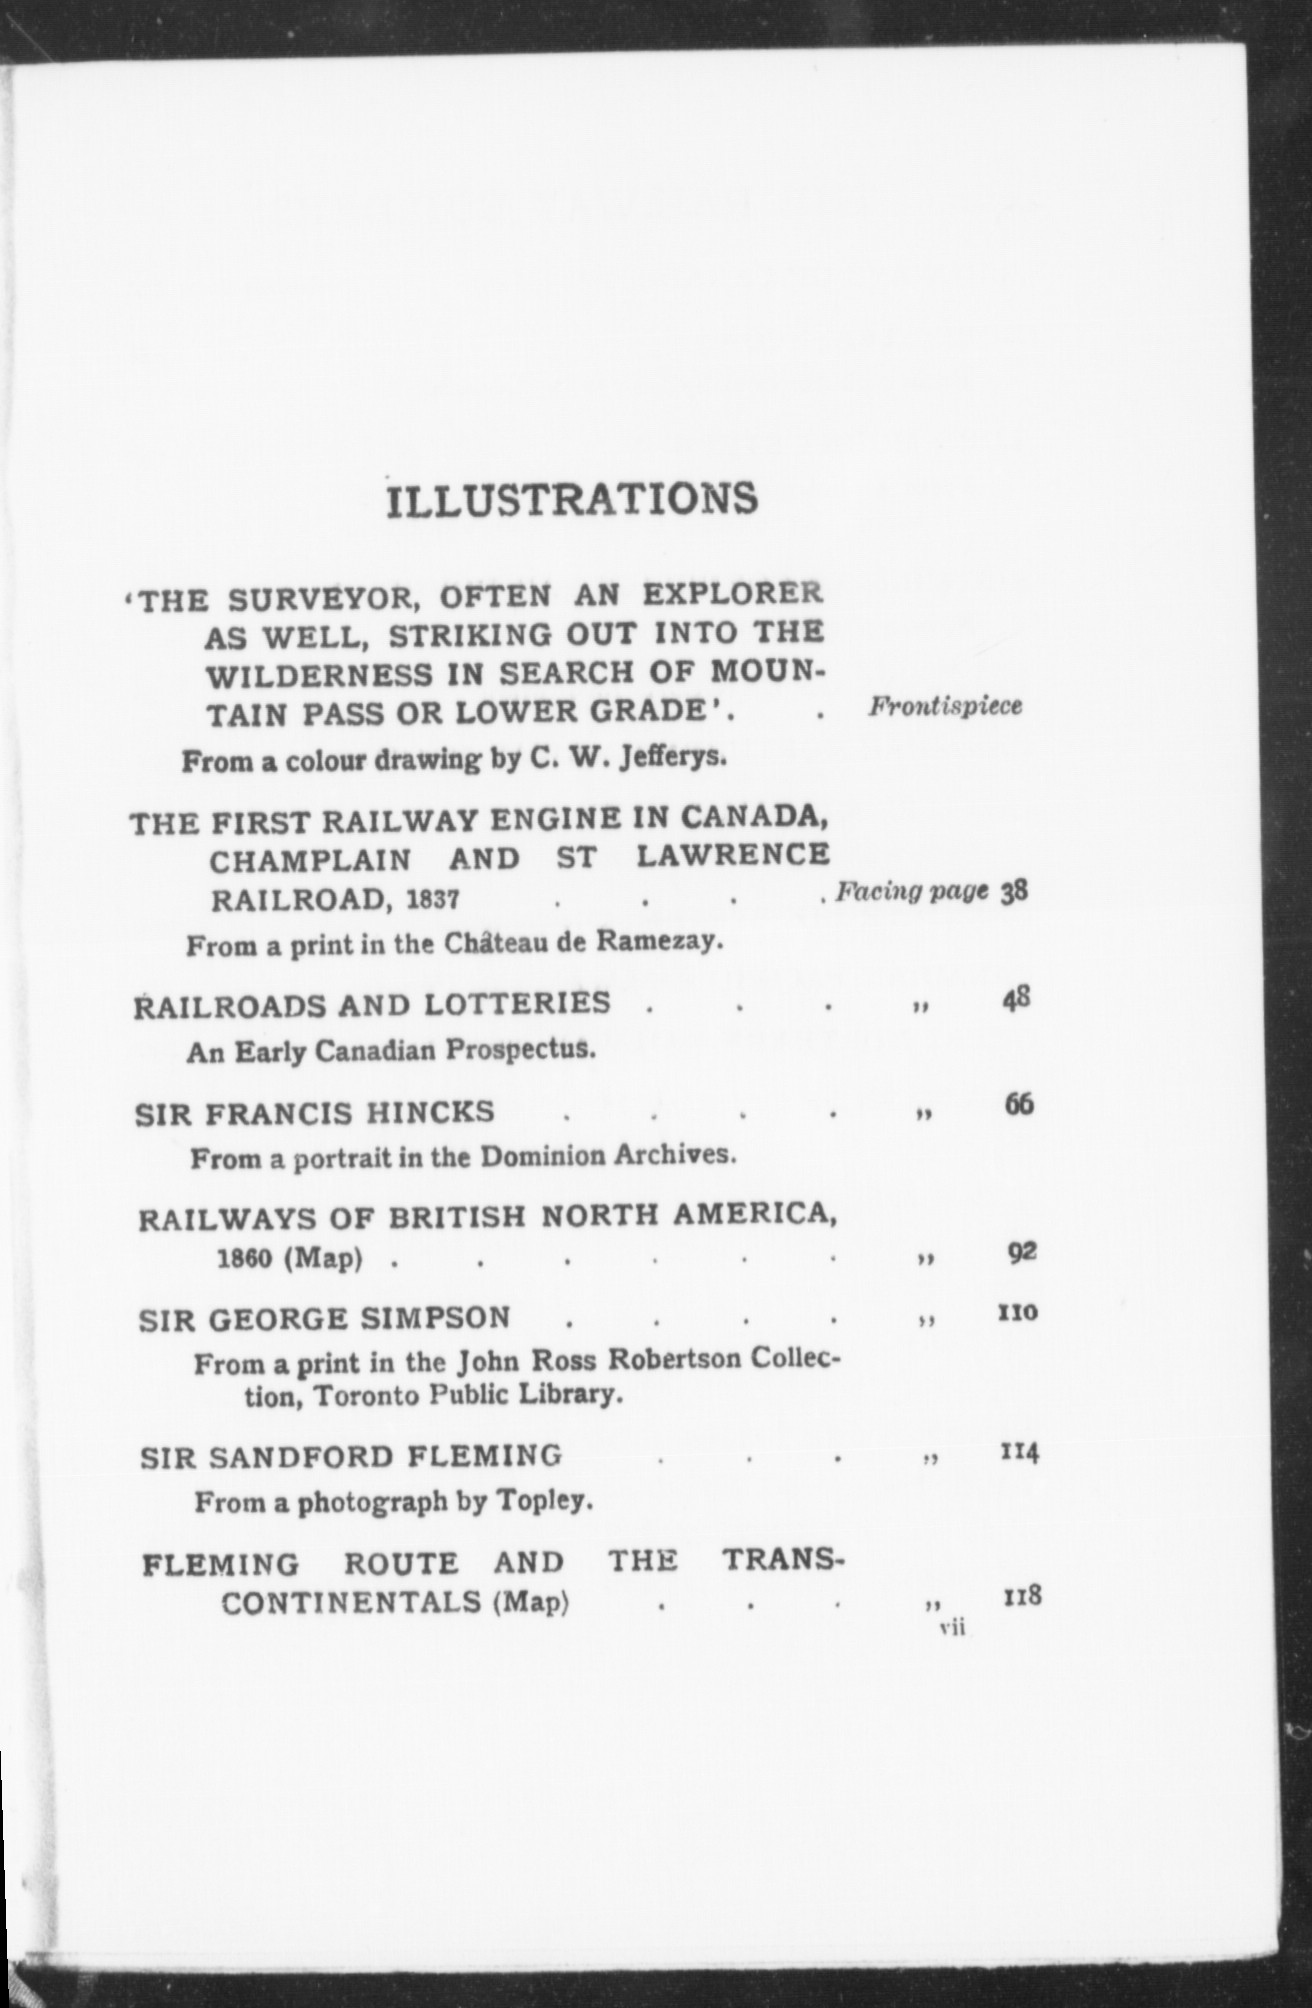 ILLUSTRATIONS
‘THE SURVEYOR, OFTEN AN EXPLORER
AS WELL, STRIKING OUT INTO THE
WILDERNESS IN SEARCH OF MOUN-
TAIN PASS OR LOWER GRADE’ . . Frontispiece
From a colour drawing by C. W. Jefferys.
THE FIRST RAILWAY ENGINE IN CANADA,
CHAMPLAIN AND ST LAWRENCE
RAILROAD, 1837 . . . . Facing page 38
From a print in the Château de Ramezay.
RAILROADS AND LOTTERIES . . . „ 48
An Early Canadian Prospectus.
SIR FRANCIS HINCKS . . . . „ 66
From a portrait in the Dominion Archives.
RAILWAYS OF BRITISH NORTH AMERICA,
1860 (Map) . . . . . . „ 92
SIR GEORGE SIMPSON . . . . „ 110
From a print in the John Ross Robertson Collec-
tion, Toronto Public Library.
SIR SANDFORD FLEMING . . . „ 114
From a photograph by Topley.
FLEMING ROUTE AND THE TRANS-
CONTINENTALS (Map) . . . „ 118
vii